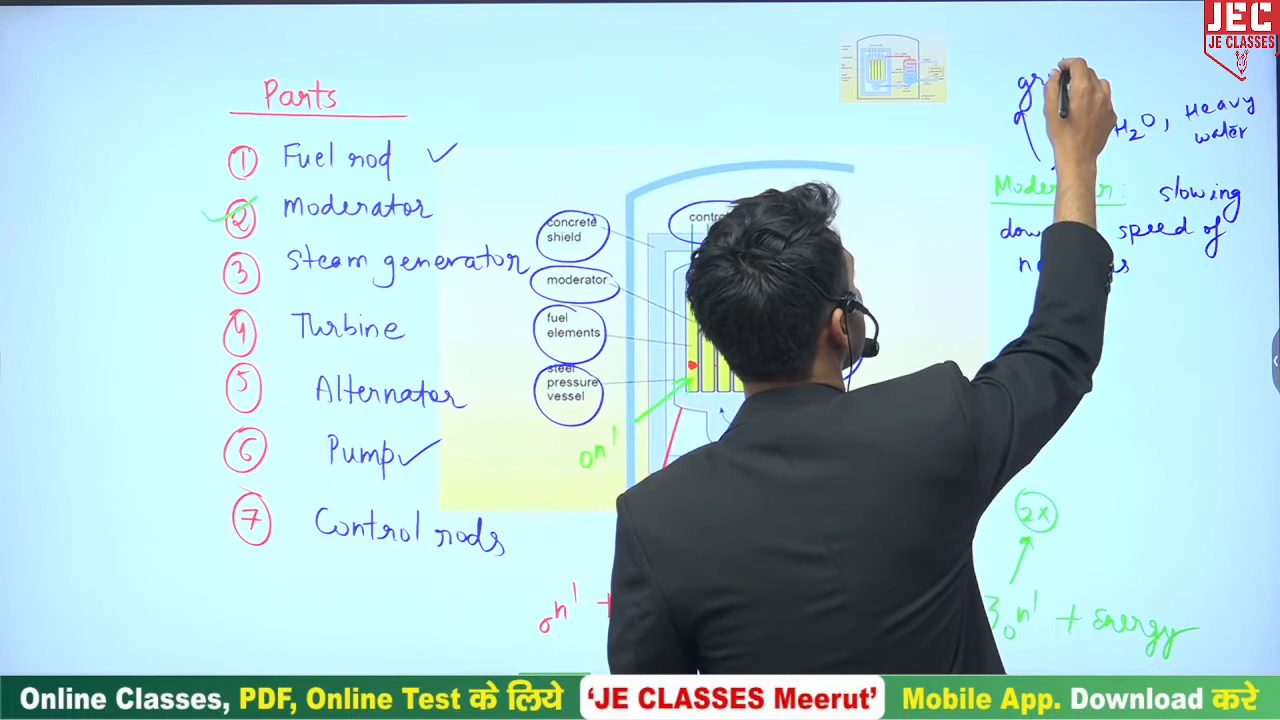 JEC
JE CLASSES
Parts
① Fuel rod ✓
② Moderator
③ Steam generator
④ Turbine
⑤ Alternator
⑥ Pump ✓
⑦ Control rods
concrete
shield
moderator
fuel
elements
steel
pressure
vessel
₀n¹
₀n¹ +
H₂O, Heavy
water
slowing
speed of
2x
3₀n¹ + Energy
Online Classes, PDF, Online Test के लिये 'JE CLASSES Meerut' Mobile App. Download करे